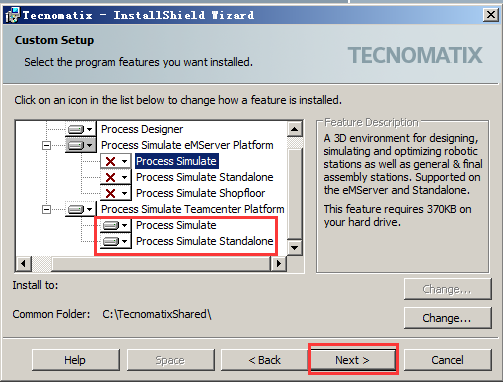 Tecnomatix - InstallShield Wizard
Custom Setup
Select the program features you want installed.
TECNOMATIX
Click on an icon in the list below to change how a feature is installed.
Process Designer
Process Simulate eMServer Platform
Process Simulate
Process Simulate Standalone
Process Simulate Shopfloor
Process Simulate Teamcenter Platform
Process Simulate
Process Simulate Standalone
Feature Description
A 3D environment for designing,
simulating and optimizing robotic
stations as well as general & final
assembly stations. Supported on
the eMServer and Standalone.
This feature requires 370KB on
your hard drive.
Install to:
Change...
Common Folder: C:\TecnomatixShared\
Change...
Help
Space
< Back
Next >
Cancel